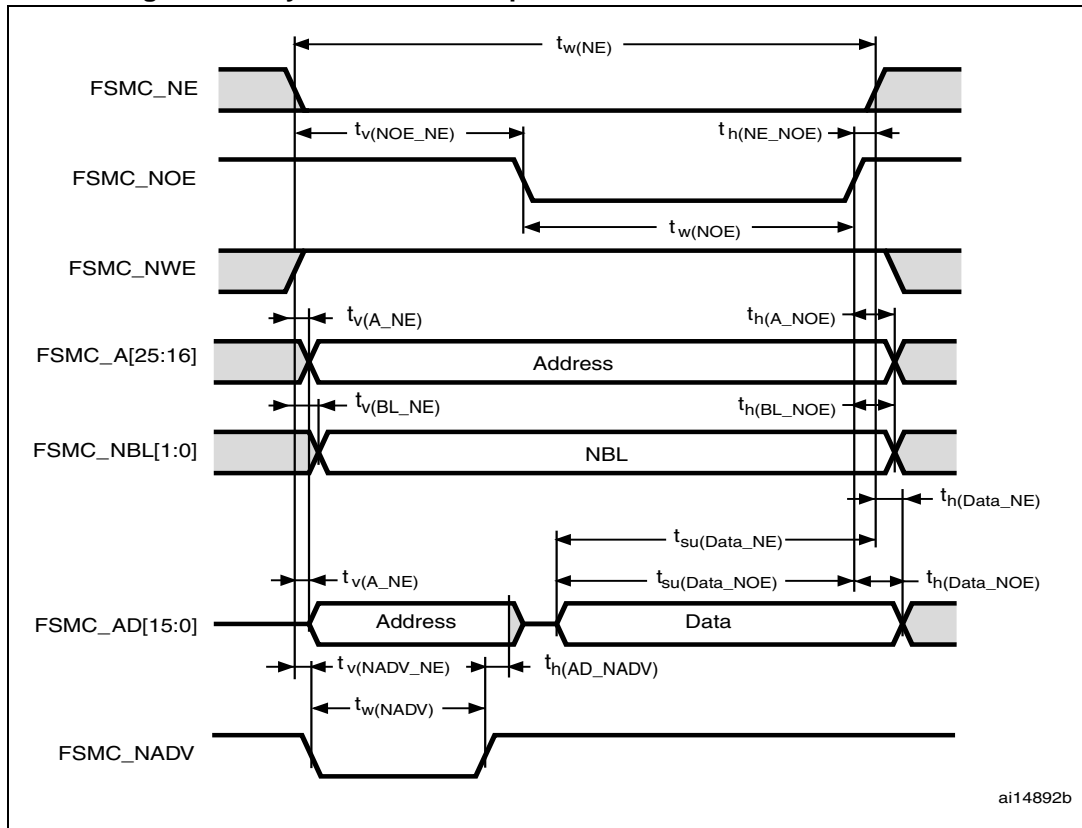 t_w(NE)
FSMC_NE
t_v(NOE_NE)
t_h(NE_NOE)
FSMC_NOE
t_w(NOE)
FSMC_NWE
t_v(A_NE)
t_h(A_NOE)
FSMC_A[25:16]
Address
t_v(BL_NE)
t_h(BL_NOE)
FSMC_NBL[1:0]
NBL
t_h(Data_NE)
t_su(Data_NE)
t_v(A_NE)
t_su(Data_NOE)
t_h(Data_NOE)
FSMC_AD[15:0]
Address
Data
t_v(NADV_NE)
t_h(AD_NADV)
t_w(NADV)
FSMC_NADV
ai14892b